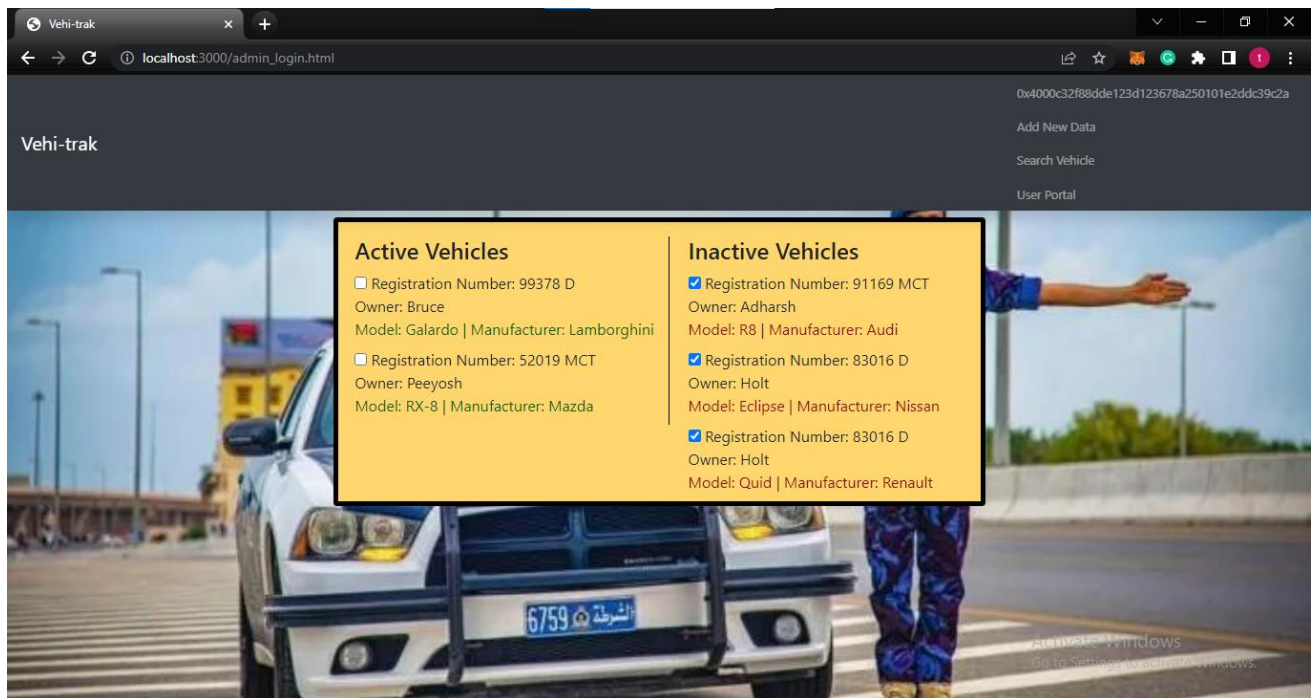 Vehi-trak
localhost:3000/admin_login.html
t
0x4000c32f88dde123d123678a250101e2ddc39c2a
Add New Data
Vehi-trak
Search Vehicle
User Portal
Active Vehicles
Registration Number: 99378 D
Owner: Bruce
Model: Galardo | Manufacturer: Lamborghini
Registration Number: 52019 MCT
Owner: Peeyosh
Model: RX-8 | Manufacturer: Mazda
Inactive Vehicles
Registration Number: 91169 MCT
Owner: Adharsh
Model: R8 | Manufacturer: Audi
Registration Number: 83016 D
Owner: Holt
Model: Eclipse | Manufacturer: Nissan
Registration Number: 83016 D
Owner: Holt
Model: Quid | Manufacturer: Renault
6759 الشرطة
Activate Windows
Go to Settings to activate Windows.